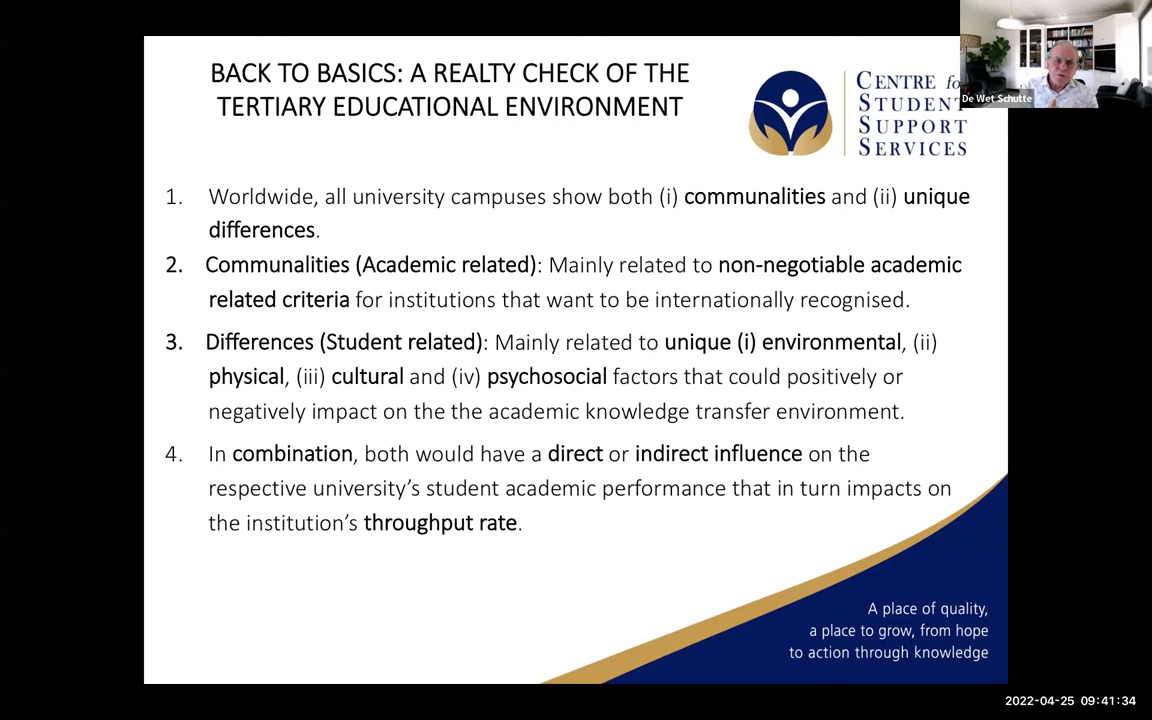 BACK TO BASICS: A REALTY CHECK OF THE
TERTIARY EDUCATIONAL ENVIRONMENT
CENTRE for
STUDENT
SUPPORT
SERVICES
De Wet Schutte
1. Worldwide, all university campuses show both (i) communalities and (ii) unique
differences.
2. Communalities (Academic related): Mainly related to non-negotiable academic
related criteria for institutions that want to be internationally recognised.
3. Differences (Student related): Mainly related to unique (i) environmental, (ii)
physical, (iii) cultural and (iv) psychosocial factors that could positively or
negatively impact on the the academic knowledge transfer environment.
4. In combination, both would have a direct or indirect influence on the
respective university’s student academic performance that in turn impacts on
the institution’s throughput rate.
A place of quality,
a place to grow, from hope
to action through knowledge
2022-04-25 09:41:34